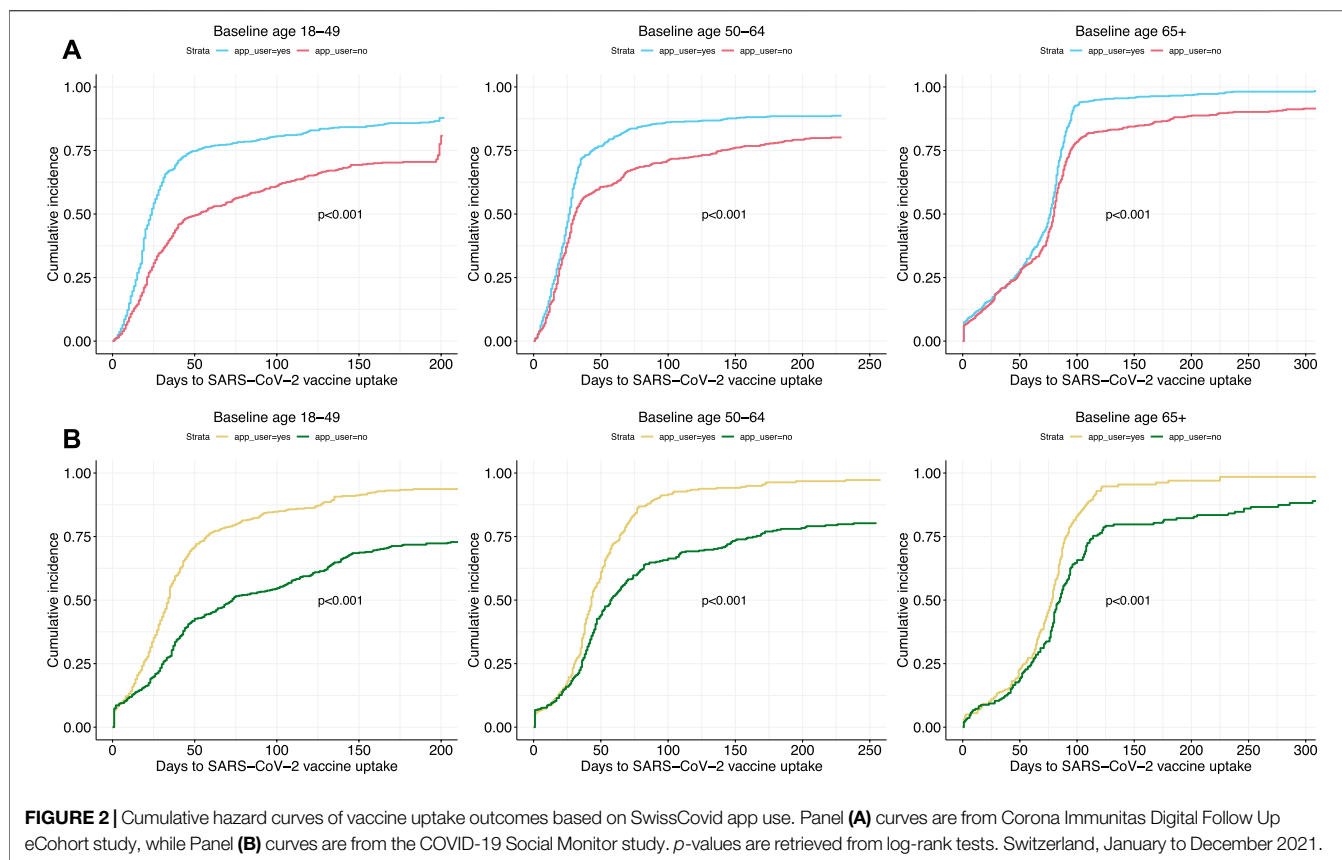 A
Baseline age 18–49
Strata app_user=yes app_user=no
Cumulative incidence
1.00
0.75
0.50
0.25
0.00
p<0.001
0 50 100 150 200
Days to SARS–CoV–2 vaccine uptake
Baseline age 50–64
Strata app_user=yes app_user=no
Cumulative incidence
1.00
0.75
0.50
0.25
0.00
p<0.001
0 50 100 150 200 250
Days to SARS–CoV–2 vaccine uptake
Baseline age 65+
Strata app_user=yes app_user=no
Cumulative incidence
1.00
0.75
0.50
0.25
0.00
p<0.001
0 50 100 150 200 250 300
Days to SARS–CoV–2 vaccine uptake
B
Baseline age 18–49
Strata app_user=yes app_user=no
Cumulative incidence
1.00
0.75
0.50
0.25
0.00
p<0.001
0 50 100 150 200
Days to SARS–CoV–2 vaccine uptake
Baseline age 50–64
Strata app_user=yes app_user=no
Cumulative incidence
1.00
0.75
0.50
0.25
0.00
p<0.001
0 50 100 150 200 250
Days to SARS–CoV–2 vaccine uptake
Baseline age 65+
Strata app_user=yes app_user=no
Cumulative incidence
1.00
0.75
0.50
0.25
0.00
p<0.001
0 50 100 150 200 250 300
Days to SARS–CoV–2 vaccine uptake
FIGURE 2 | Cumulative hazard curves of vaccine uptake outcomes based on SwissCovid app use. Panel (A) curves are from Corona Immunitas Digital Follow Up
eCohort study, while Panel (B) curves are from the COVID-19 Social Monitor study. p-values are retrieved from log-rank tests. Switzerland, January to December 2021.